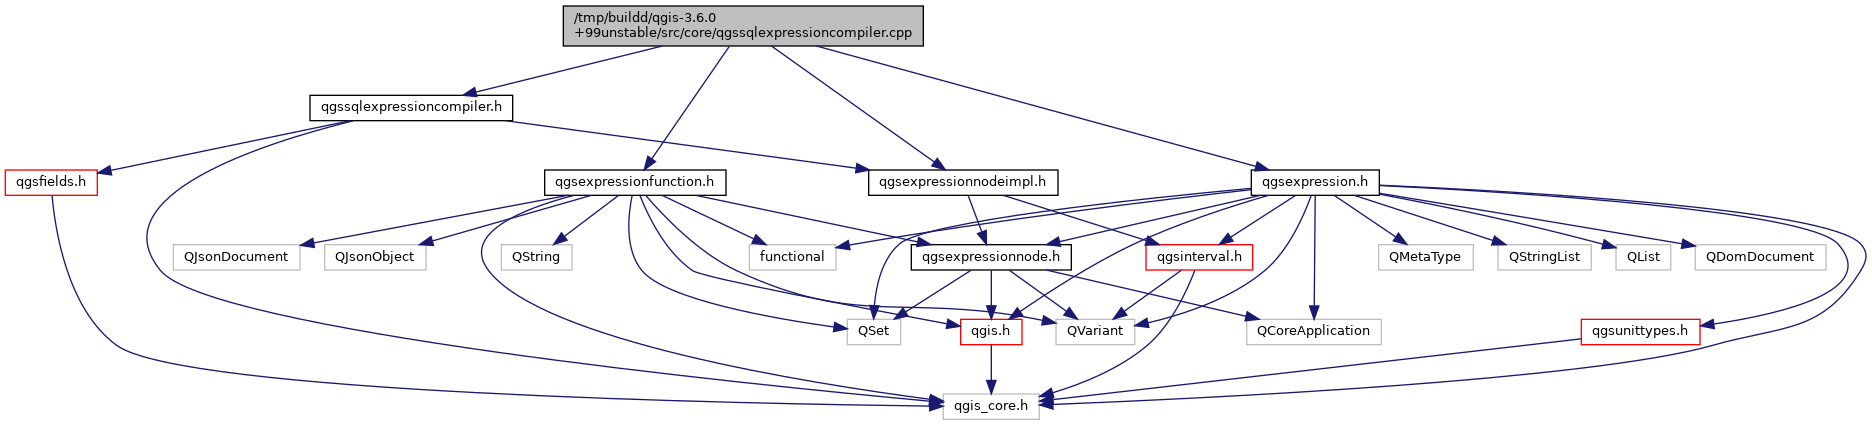 /tmp/buildd/qgis-3.6.0
+99unstable/src/core/qgssqlexpressioncompiler.cpp
qgssqlexpressioncompiler.h
qgsfields.h
qgsexpressionfunction.h
qgsexpressionnodeimpl.h
qgsexpression.h
QJsonDocument
QJsonObject
QString
functional
qgsexpressionnode.h
qgsinterval.h
QMetaType
QStringList
QList
QDomDocument
QSet
qgis.h
QVariant
QCoreApplication
qgsunittypes.h
qgis_core.h